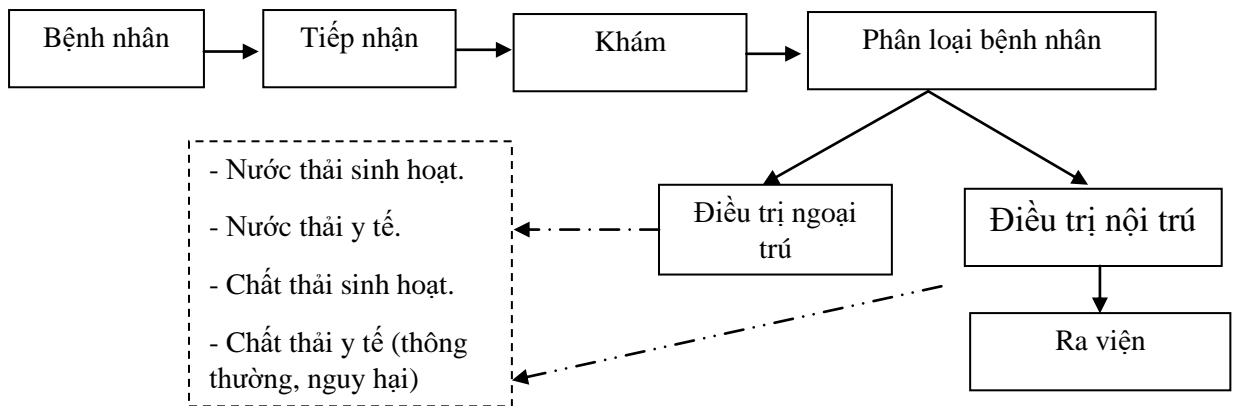 Bệnh nhân
Tiếp nhận
Khám
Phân loại bệnh nhân
- Nước thải sinh hoạt.
- Nước thải y tế.
- Chất thải sinh hoạt.
- Chất thải y tế (thông
thường, nguy hại)
Điều trị ngoại
trú
Điều trị nội trú
Ra viện